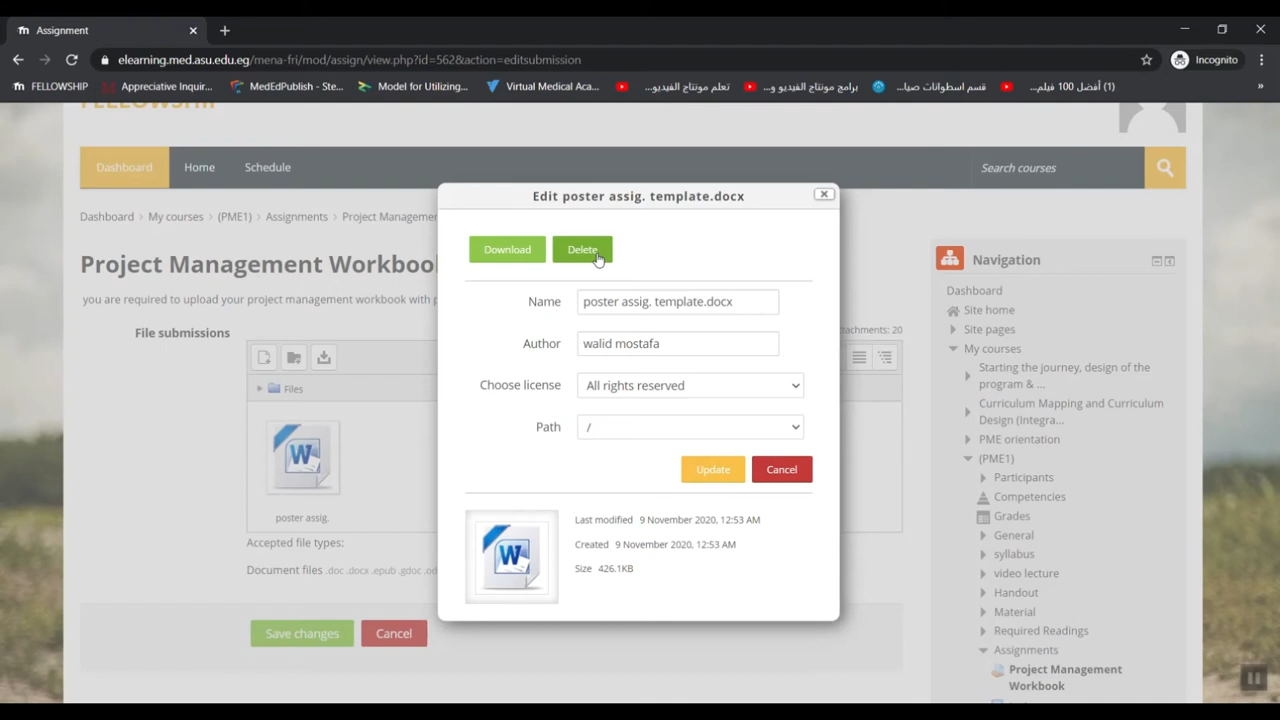 Assignment
elearning.med.asu.edu.eg/mena-fri/mod/assign/view.php?id=562&action=editsubmission
Incognito
FELLOWSHIP
Appreciative Inquir...
MedEdPublish - Ste...
Model for Utilizing...
Virtual Medical Aca...
تعلم مونتاج الفيديو...
برامج مونتاج الفيديو و...
قسم اسطوانات صيا...
(1) أفضل 100 فيلم...
»
FELLOWSHIP
Dashboard
Home
Schedule
Search courses
Dashboard
My courses
(PME1)
Assignments
Project Managemen
Project Management Workbook
you are required to upload your project management workbook with p
File submissions
ttachments: 20
Files
poster assig.
Accepted file types:
Document files .doc .docx .epub .gdoc .od
Save changes
Cancel
Edit poster assig. template.docx
Download
Delete
Name
poster assig. template.docx
Author
walid mostafa
Choose license
All rights reserved
Path
/
Update
Cancel
Last modified 9 November 2020, 12:53 AM
Created 9 November 2020, 12:53 AM
Size 426.1KB
Navigation
Dashboard
Site home
Site pages
My courses
Starting the journey, design of the
program & ...
Curriculum Mapping and Curriculum
Design (Integra...
PME orientation
(PME1)
Participants
Competencies
Grades
General
syllabus
video lecture
Handout
Material
Required Readings
Assignments
Project Management
Workbook